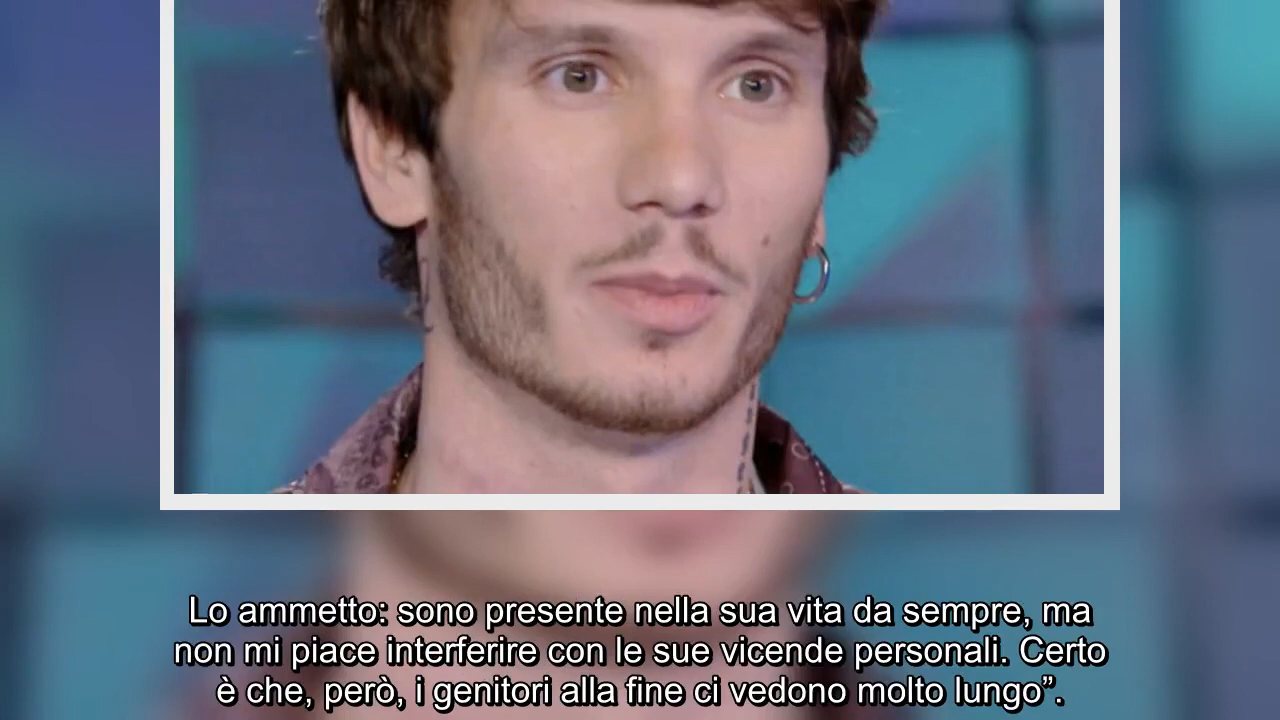 Lo ammetto: sono presente nella sua vita da sempre, ma
non mi piace interferire con le sue vicende personali. Certo
è che, però, i genitori alla fine ci vedono molto lungo”.